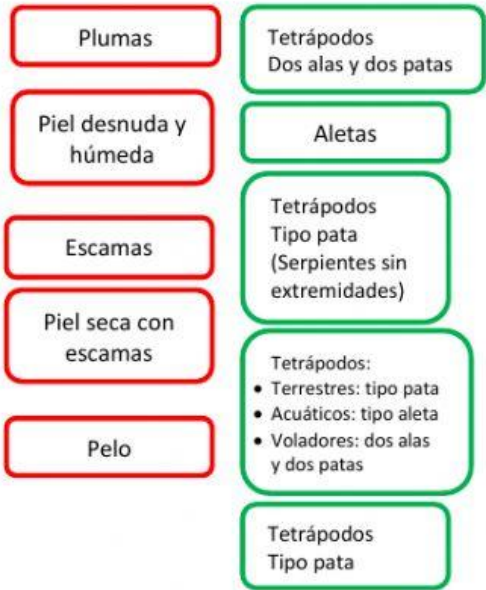 Plumas
Piel desnuda y
húmeda
Escamas
Piel seca con
escamas
Pelo
Tetrápodos
Dos alas y dos patas
Aletas
Tetrápodos
Tipo pata
(Serpientes sin
extremidades)
Tetrápodos:
• Terrestres: tipo pata
• Acuáticos: tipo aleta
• Voladores: dos alas
y dos patas
Tetrápodos
Tipo pata